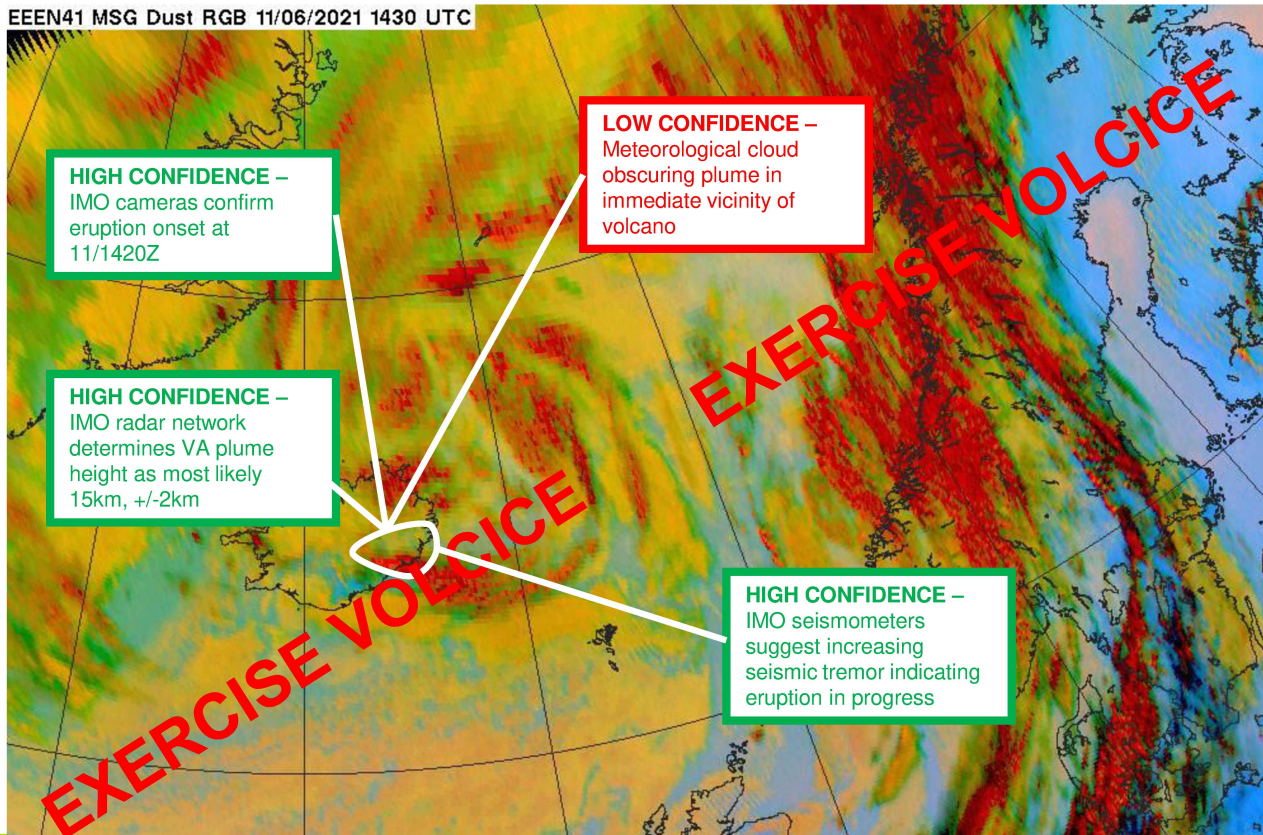 EEEN41 MSG Dust RGB 11/06/2021 1430 UTC
LOW CONFIDENCE –
Meteorological cloud
obscuring plume in
immediate vicinity of
volcano
HIGH CONFIDENCE –
IMO cameras confirm
eruption onset at
11/1420Z
EXERCISE VOLCICE
HIGH CONFIDENCE –
IMO radar network
determines VA plume
height as most likely
15km, +/-2km
EXERCISE VOLCICE
HIGH CONFIDENCE –
IMO seismometers
suggest increasing
seismic tremor indicating
eruption in progress